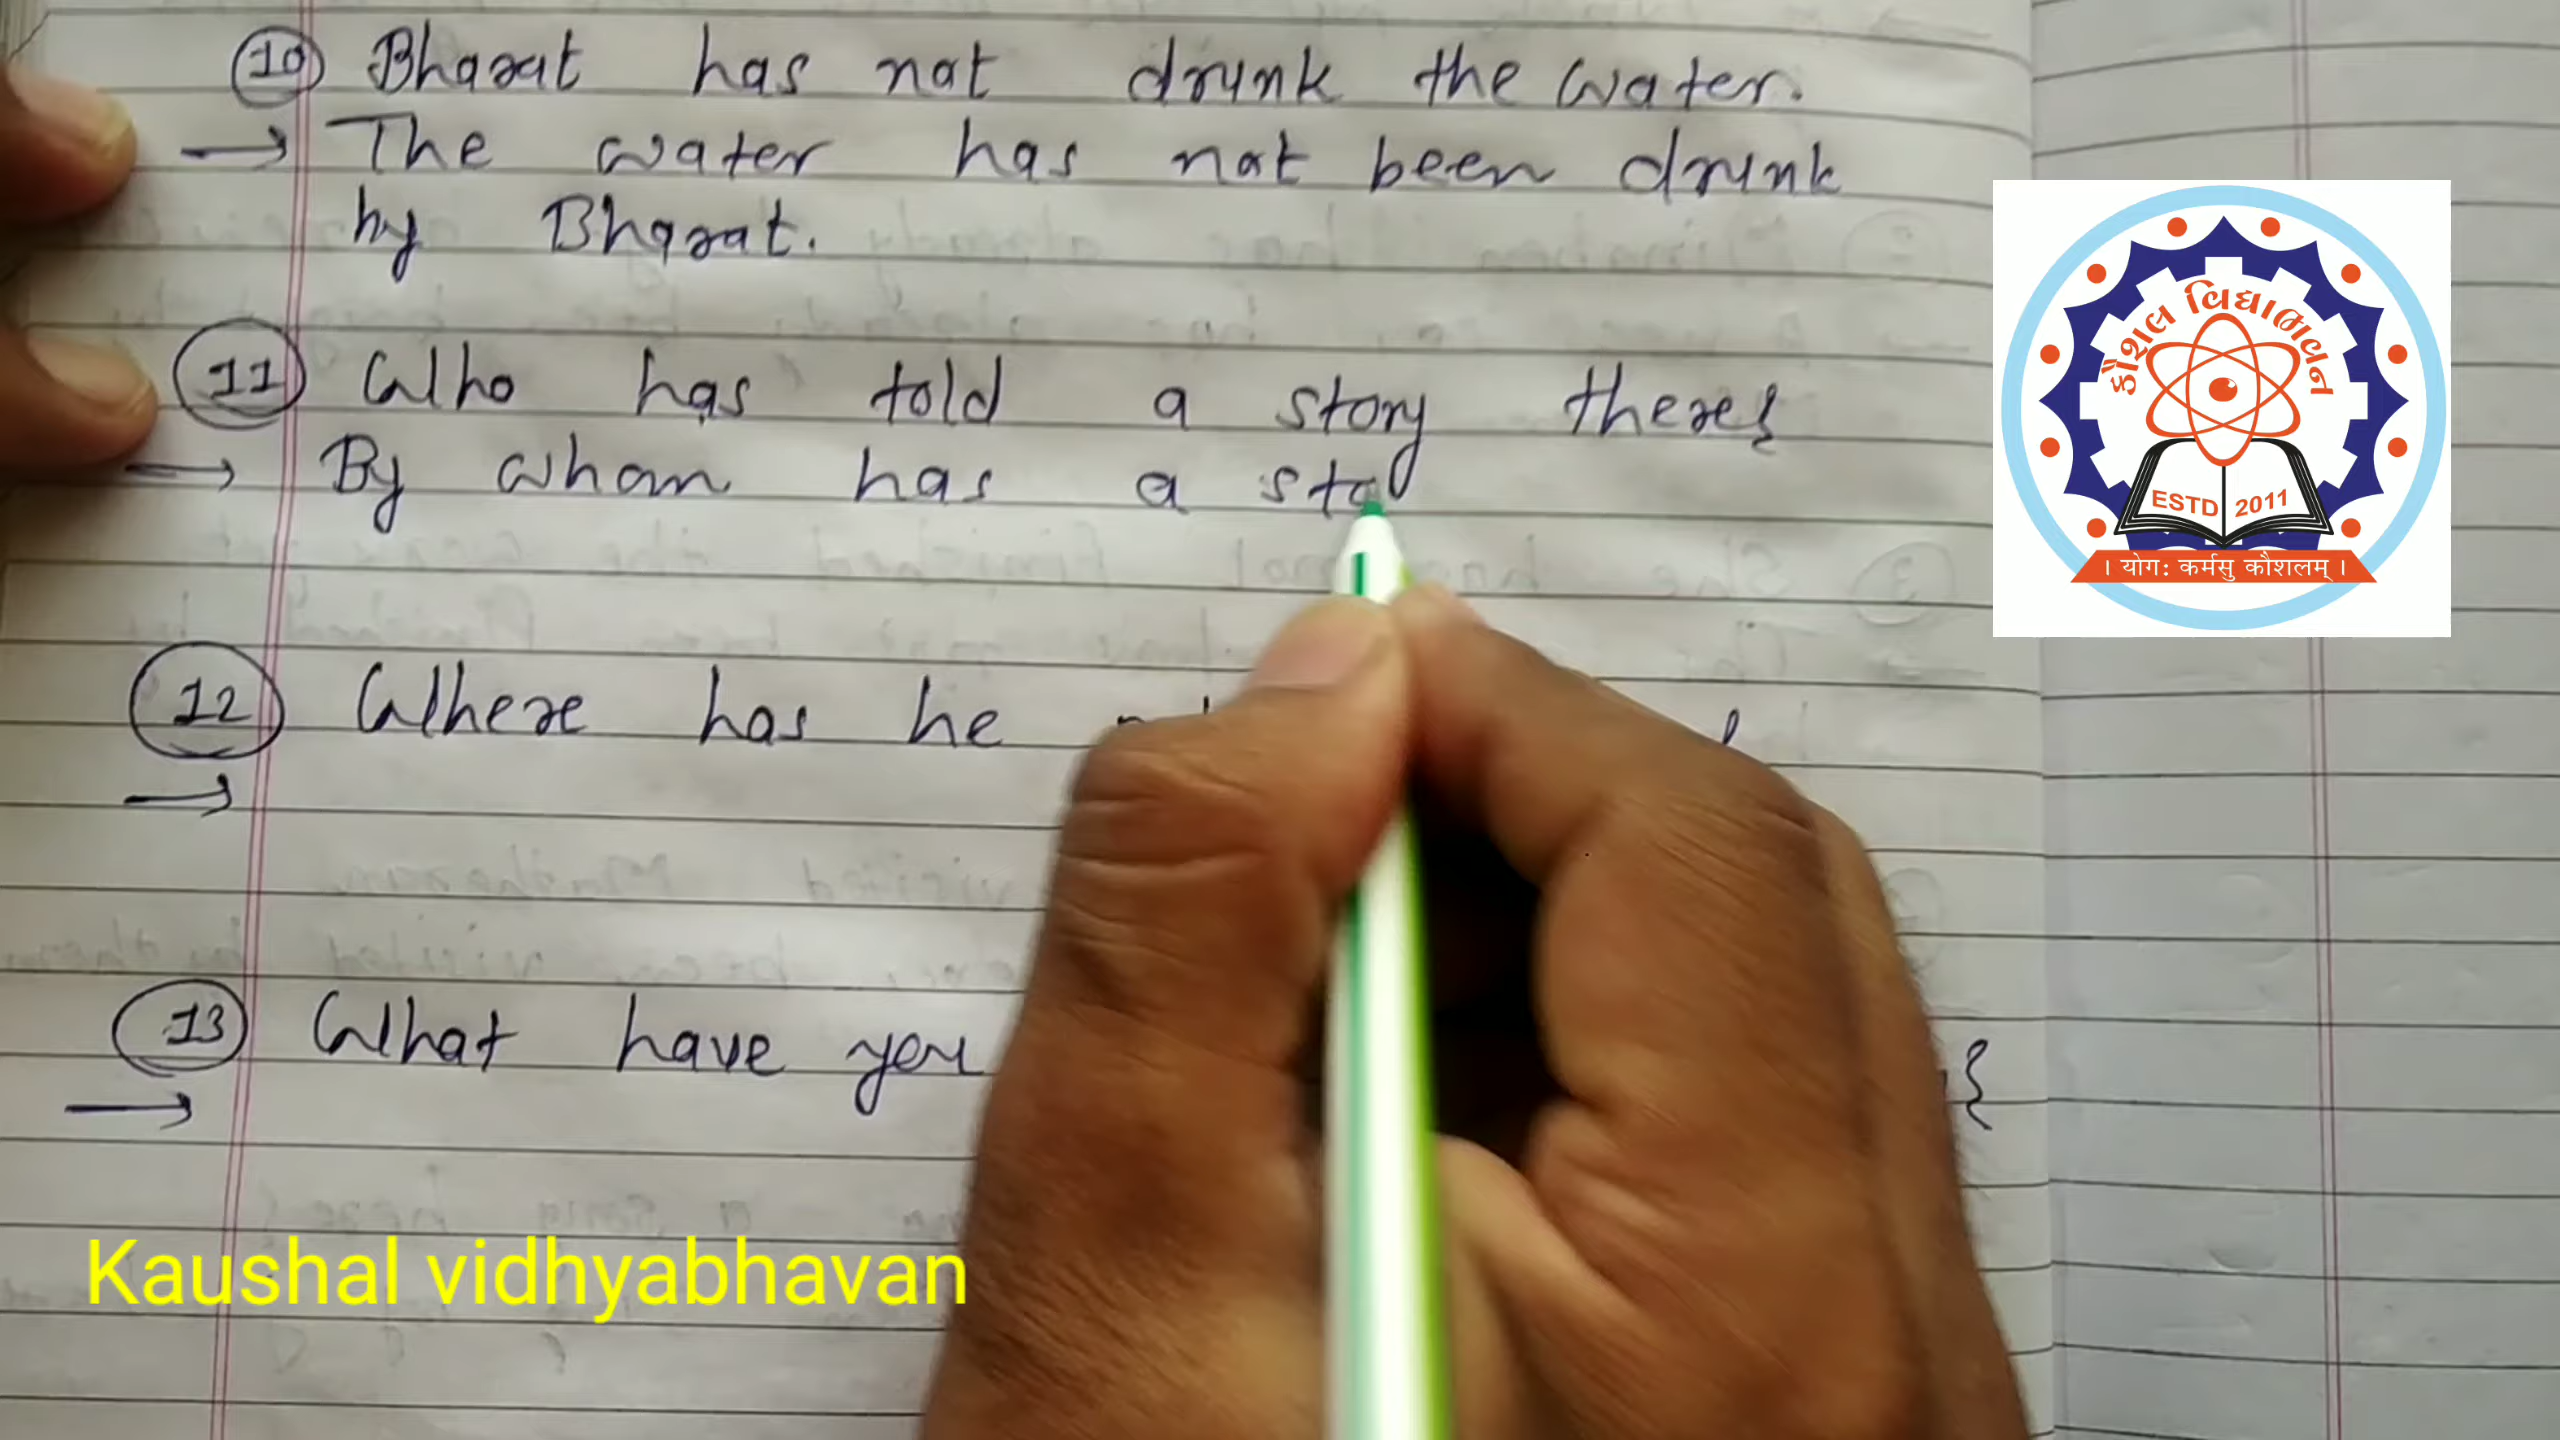 10 Bharat has not drunk the water.
→ The water has not been drunk
by Bharat.
11 Who has told a story there?
→ By whom has a sto
12 Where has he
→
13 What have you
→
કૌશલ વિદ્યાભવન
ESTD 2011
। योगः कर्मसु कौशलम् ।
Kaushal vidhyabhavan